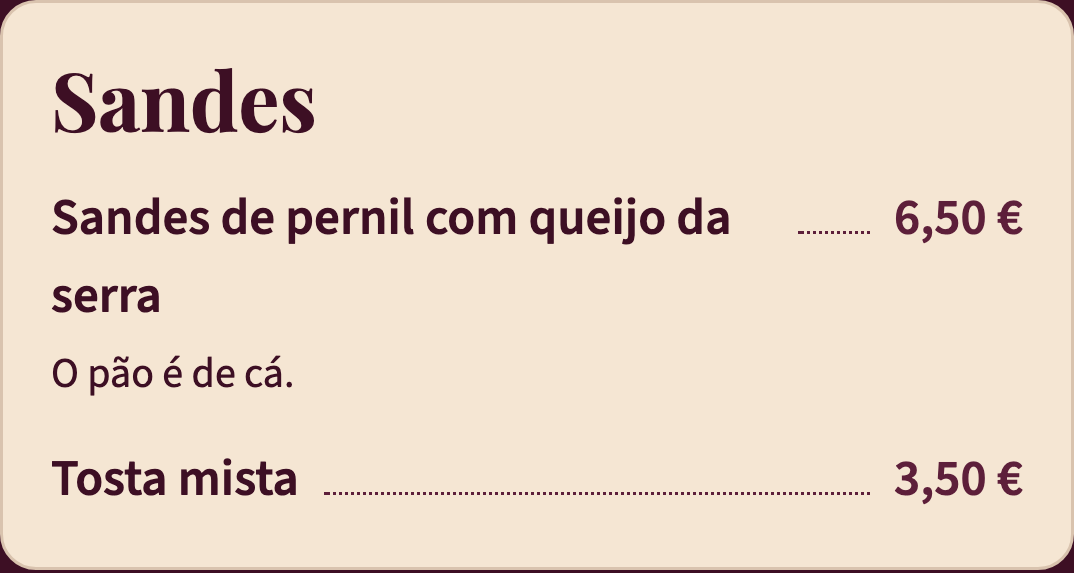 Sandes
Sandes de pernil com queijo da ........ 6,50 €
serra
O pão é de cá.
Tosta mista ........ 3,50 €